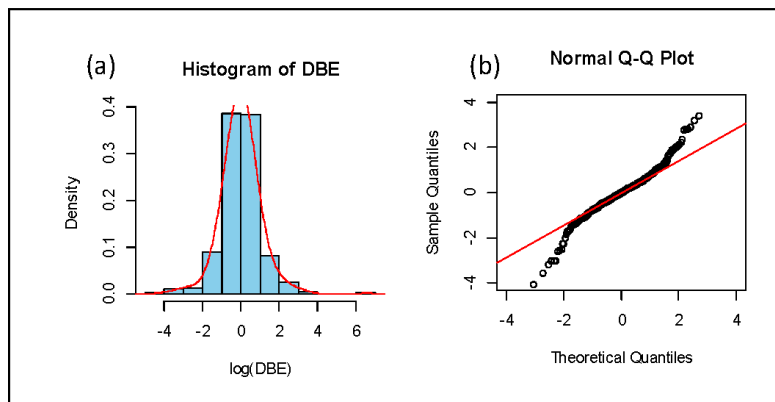 (a)
Histogram of DBE
Density
0.4
0.3
0.2
0.1
0.0
-4 -2 0 2 4 6
log(DBE)
(b)
Normal Q-Q Plot
Sample Quantiles
4
2
0
-2
-4
-4 -2 0 2 4
Theoretical Quantiles